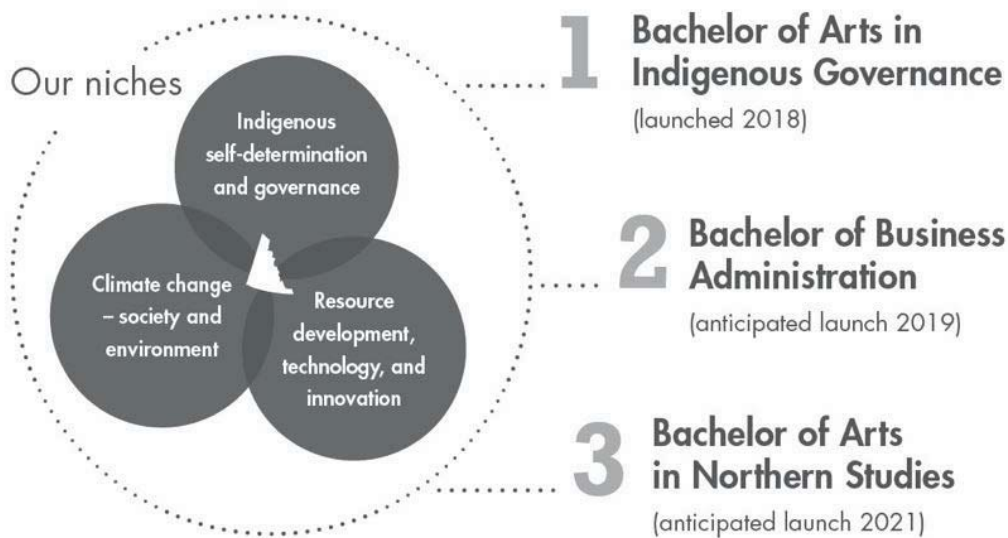 Our niches
Indigenous
self-determination
and governance
Climate change
– society and
environment
Resource
development,
technology, and
innovation
1
Bachelor of Arts in
Indigenous Governance
(launched 2018)
2
Bachelor of Business
Administration
(anticipated launch 2019)
3
Bachelor of Arts
in Northern Studies
(anticipated launch 2021)